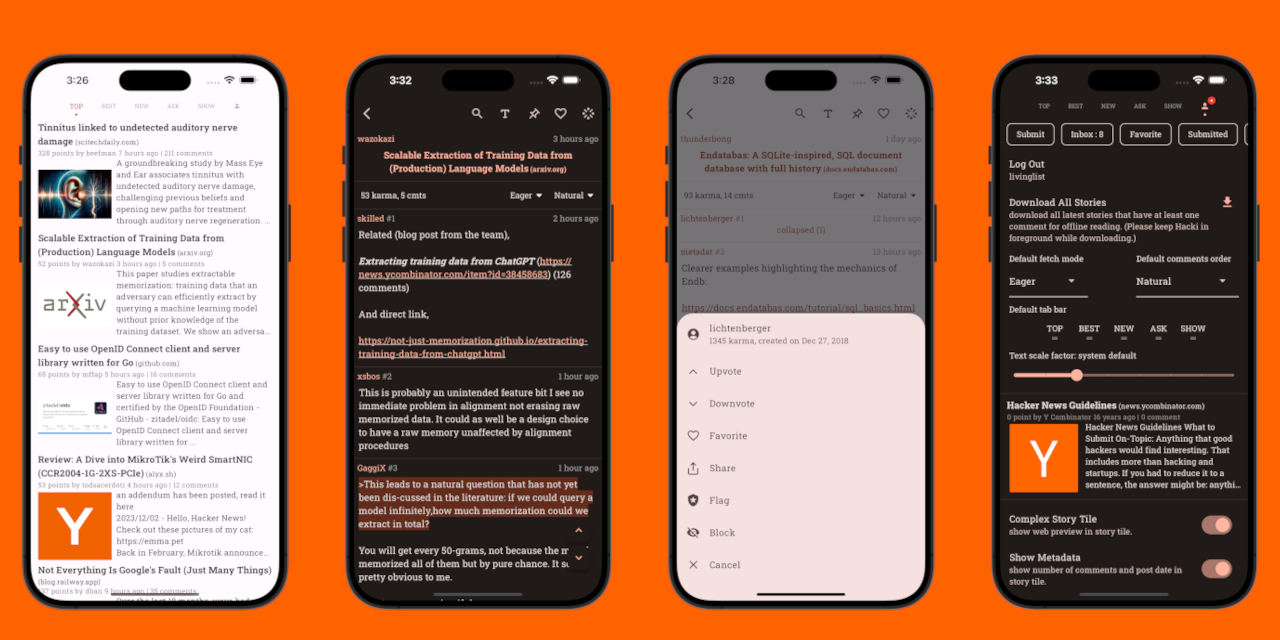 3:26
TOP BEST NEW ASK SHOW
Tinnitus linked to undetected auditory nerve
damage (scitechdaily.com)
328 points by beefman 7 hours ago | 211 comments
A groundbreaking study by Mass Eye
and Ear associates tinnitus with
undetected auditory nerve damage,
challenging previous beliefs and
opening new paths for treatment
through auditory nerve regeneration. ...
Scalable Extraction of Training Data from
(Production) Language Models (arxiv.org)
52 points by wazokazi 3 hours ago | 5 comments
arXiv
This paper studies extractable
memorization: training data that an
adversary can efficiently extract by
querying a machine learning model
without prior knowledge of the
training dataset. We show an adversa...
Easy to use OpenID Connect client and server
library written for Go (github.com)
65 points by mffap 5 hours ago | 16 comments
zitadel/oidc
Easy to use OpenID Connect client and
server library written for Go and
certified by the OpenID Foundation -
GitHub - zitadel/oidc: Easy to use
OpenID Connect client and server
library written for ...
Review: A Dive into MikroTik's Weird SmartNIC
(CCR2004-1G-2XS-PCIe) (alyx.sh)
53 points by todsacerdoti 4 hours ago | 12 comments
Y
an addendum has been posted, read it
here
2023/12/02 - Hello, Hacker News!
Check out these pictures of my cat:
https://emma.pet
Back in February, Mikrotik announce...
Not Everything Is Google's Fault (Just Many Things)
(blog.railway.app)
37 points by dhan 9 hours ago | 35 comments
3:32
wazokazi 3 hours ago
Scalable Extraction of Training Data from
(Production) Language Models (arxiv.org)
53 karma, 5 cmts Eager Natural
skilled #1 2 hours ago
Related (blog post from the team),
Extracting training data from ChatGPT (https://
news.ycombinator.com/item?id=38458683) (126
comments)
And direct link,
https://not-just-memorization.github.io/extracting-
training-data-from-chatgpt.html
xsbos #2 1 hour ago
This is probably an unintended feature bit I see no
immediate problem in alignment not erasing raw
memorized data. It could as well be a design choice
to have a raw memory unaffected by alignment
procedures
GaggiX #3 1 hour ago
>This leads to a natural question that has not yet
been dis-cussed in the literature: if we could query a
model infinitely,how much memorization could we
extract in total?
You will get every 50-grams, not because the m
memorized all of them but by pure chance. It s
pretty obvious to me.
3:28
thunderbong 1 day ago
Endatabas: A SQLite-inspired, SQL document
database with full history (docs.endatabas.com)
93 karma, 14 cmts Eager Natural
lichtenberger #1 12 hours ago
collapsed (1)
metadat #2 13 hours ago
Clearer examples highlighting the mechanics of
Endb:
https://docs.endatabas.com/tutorial/sql_basics.html
lichtenberger
1345 karma, created on Dec 27, 2018
Upvote
Downvote
Favorite
Share
Flag
Block
Cancel
3:33
TOP BEST NEW ASK SHOW
Submit Inbox : 8 Favorite Submitted
Log Out
livinglist
Download All Stories
download all latest stories that have at least one
comment for offline reading. (Please keep Hacki in
foreground while downloading.)
Default fetch mode Default comments order
Eager Natural
Default tab bar
TOP BEST NEW ASK SHOW
Text scale factor: system default
Hacker News Guidelines (news.ycombinator.com)
0 point by Y Combinator 16 years ago | 0 comment
Y
Hacker News Guidelines What to
Submit On-Topic: Anything that good
hackers would find interesting. That
includes more than hacking and
startups. If you had to reduce it to a
sentence, the answer might be: anythi...
Complex Story Tile
show web preview in story tile.
Show Metadata
show number of comments and post date in
story tile.